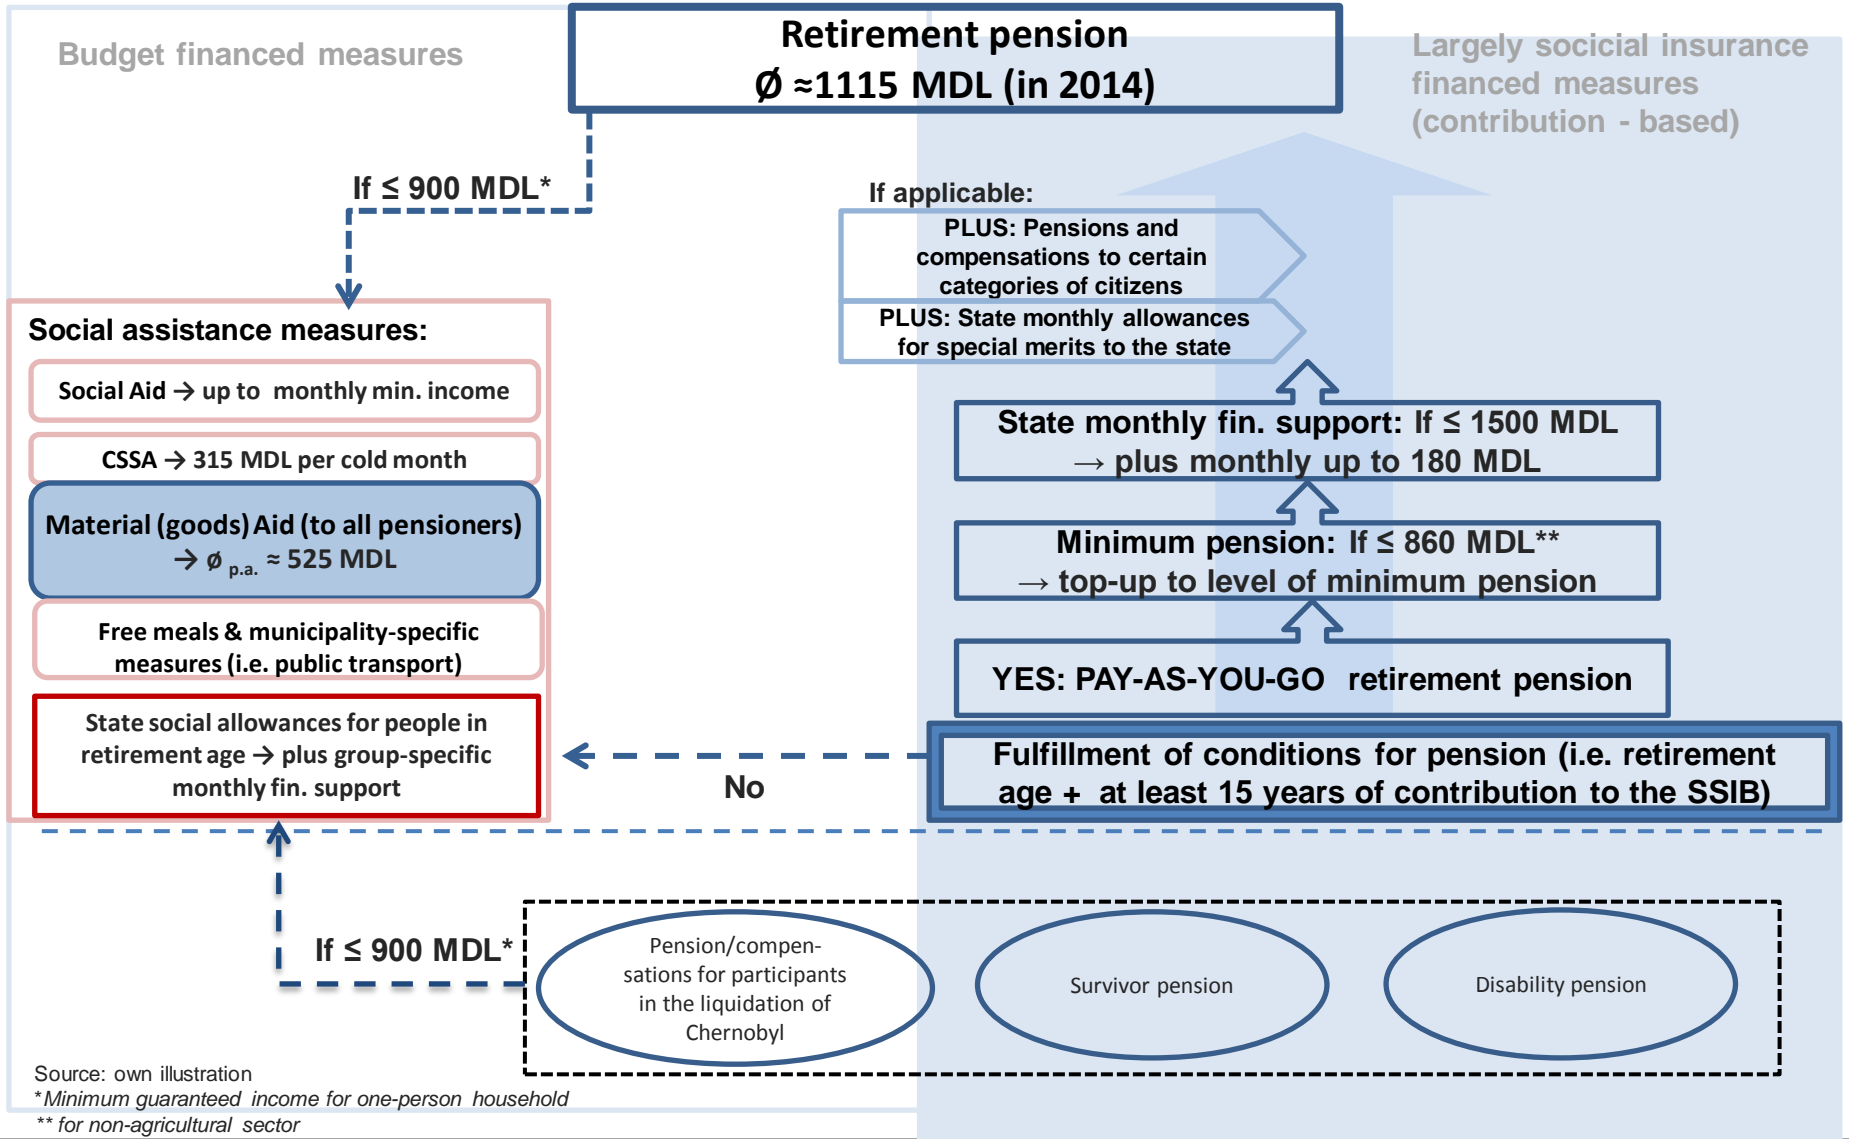 Budget financed measures
Retirement pension
Ø ≈1115 MDL (in 2014)
Largely socicial insurance
financed measures
(contribution - based)
If ≤ 900 MDL*
If applicable:
PLUS: Pensions and
compensations to certain
categories of citizens
PLUS: State monthly allowances
for special merits to the state
Social assistance measures:
Social Aid → up to monthly min. income
CSSA → 315 MDL per cold month
Material (goods) Aid (to all pensioners)
→ ø p.a. ≈ 525 MDL
Free meals & municipality-specific
measures (i.e. public transport)
State social allowances for people in
retirement age → plus group-specific
monthly fin. support
State monthly fin. support: If ≤ 1500 MDL
→ plus monthly up to 180 MDL
Minimum pension: If ≤ 860 MDL**
→ top-up to level of minimum pension
YES: PAY-AS-YOU-GO retirement pension
Fulfillment of conditions for pension (i.e. retirement
age + at least 15 years of contribution to the SSIB)
No
If ≤ 900 MDL*
Pension/compen-
sations for participants
in the liquidation of
Chernobyl
Survivor pension
Disability pension
Source: own illustration
*Minimum guaranteed income for one-person household
** for non-agricultural sector